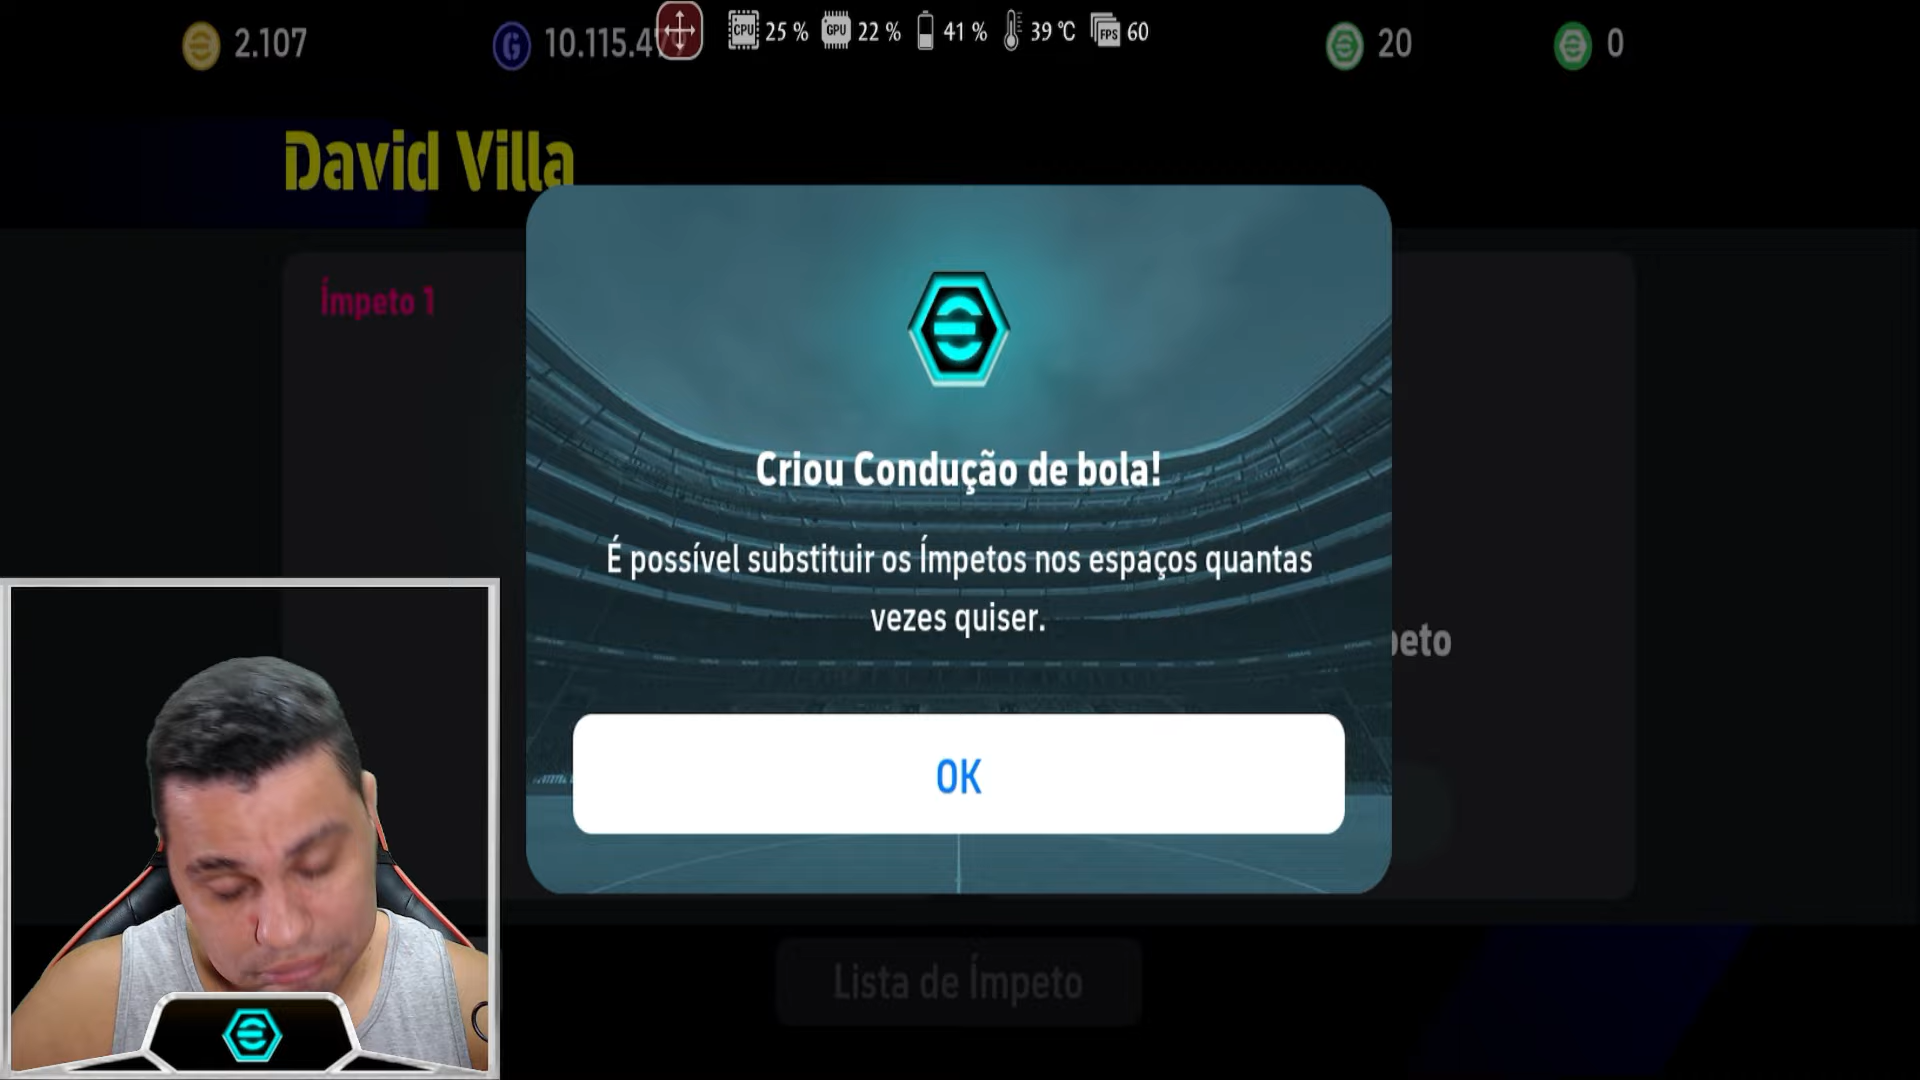 2.107
10.115.4
CPU 25 %
GPU 22 %
41 %
39 °C
FPS 60
20
0
David Villa
Ímpeto 1
Criou Condução de bola!
É possível substituir os Ímpetos nos espaços quantas
vezes quiser.
peto
OK
Lista de Ímpeto